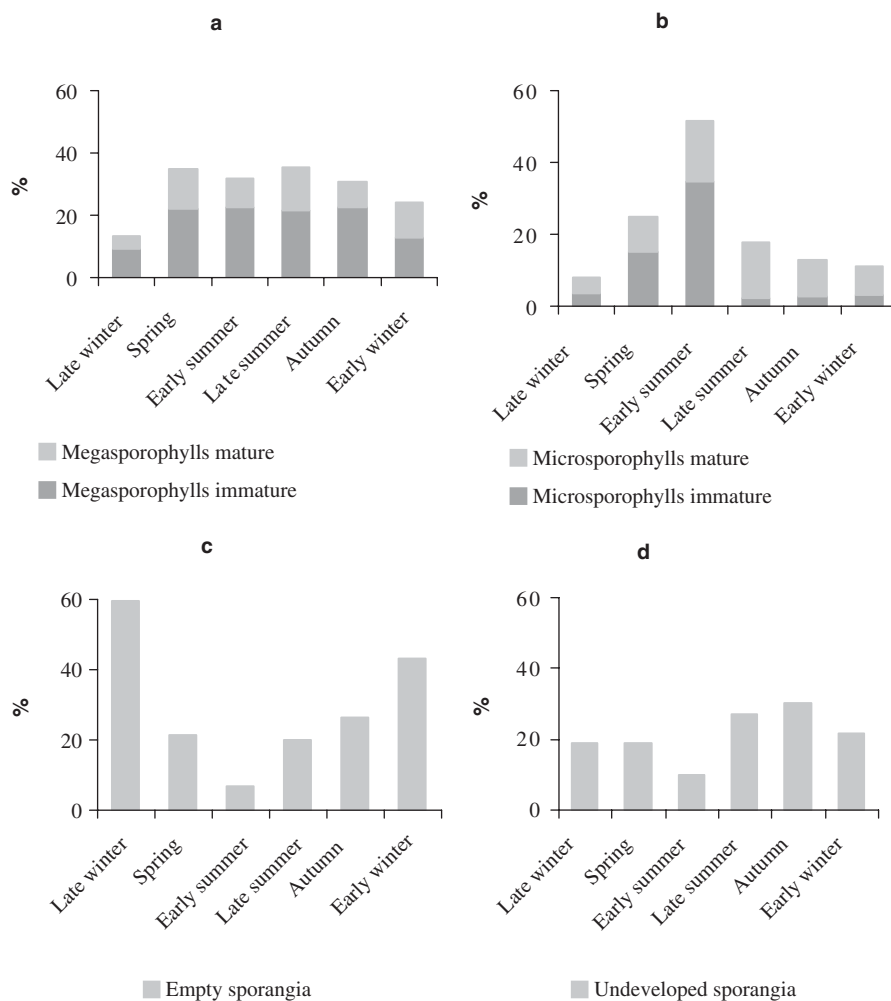 a
60
40
20
0
%
Late winter
Spring
Early summer
Late summer
Autumn
Early winter
Megasporophylls mature
Megasporophylls immature
b
60
40
20
0
%
Late winter
Spring
Early summer
Late summer
Autumn
Early winter
Microsporophylls mature
Microsporophylls immature
c
60
40
20
0
%
Late winter
Spring
Early summer
Late summer
Autumn
Early winter
Empty sporangia
d
60
40
20
0
%
Late winter
Spring
Early summer
Late summer
Autumn
Early winter
Undeveloped sporangia